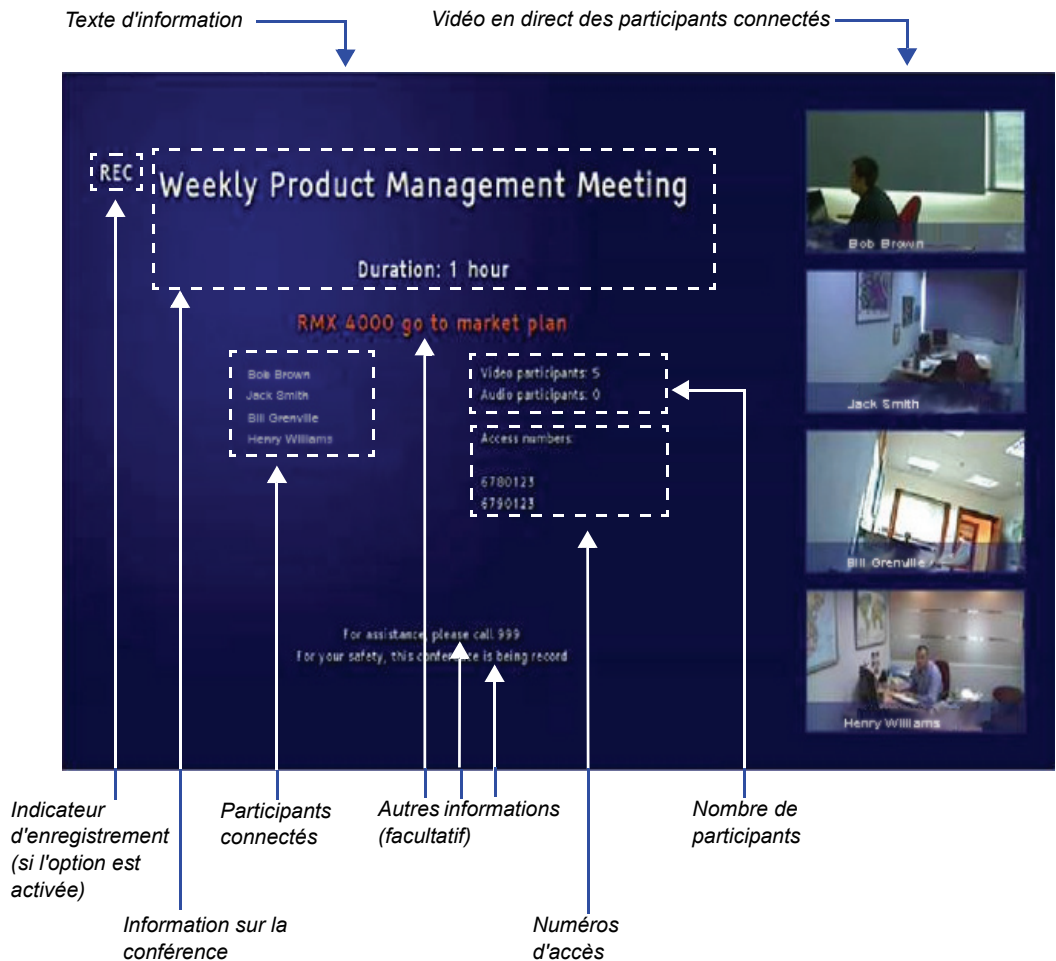 Texte d'information
Vidéo en direct des participants connectés
REC
Weekly Product Management Meeting
Duration: 1 hour
RMX 4000 go to market plan
Bob Brown
Jack Smith
Bill Grenville
Henry Williams
Video participants: 5
Audio participants: 0
Access numbers:
6780123
6790123
For assistance, please call 999
For your safety, this conference is being record
Bob Brown
Jack Smith
Bill Grenville
Henry Williams
Indicateur
d'enregistrement
(si l'option est
activée)
Participants
connectés
Autres informations
(facultatif)
Nombre de
participants
Information sur la
conférence
Numéros
d'accès